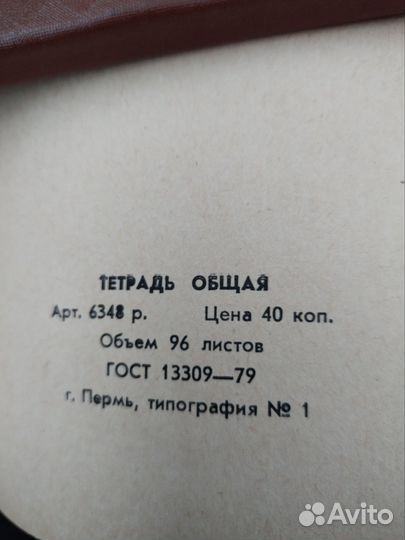 ТЕТРАДЬ ОБЩАЯ
Арт. 6348 р. Цена 40 коп.
Объем 96 листов
ГОСТ 13309—79
г. Пермь, типография № 1
Avito